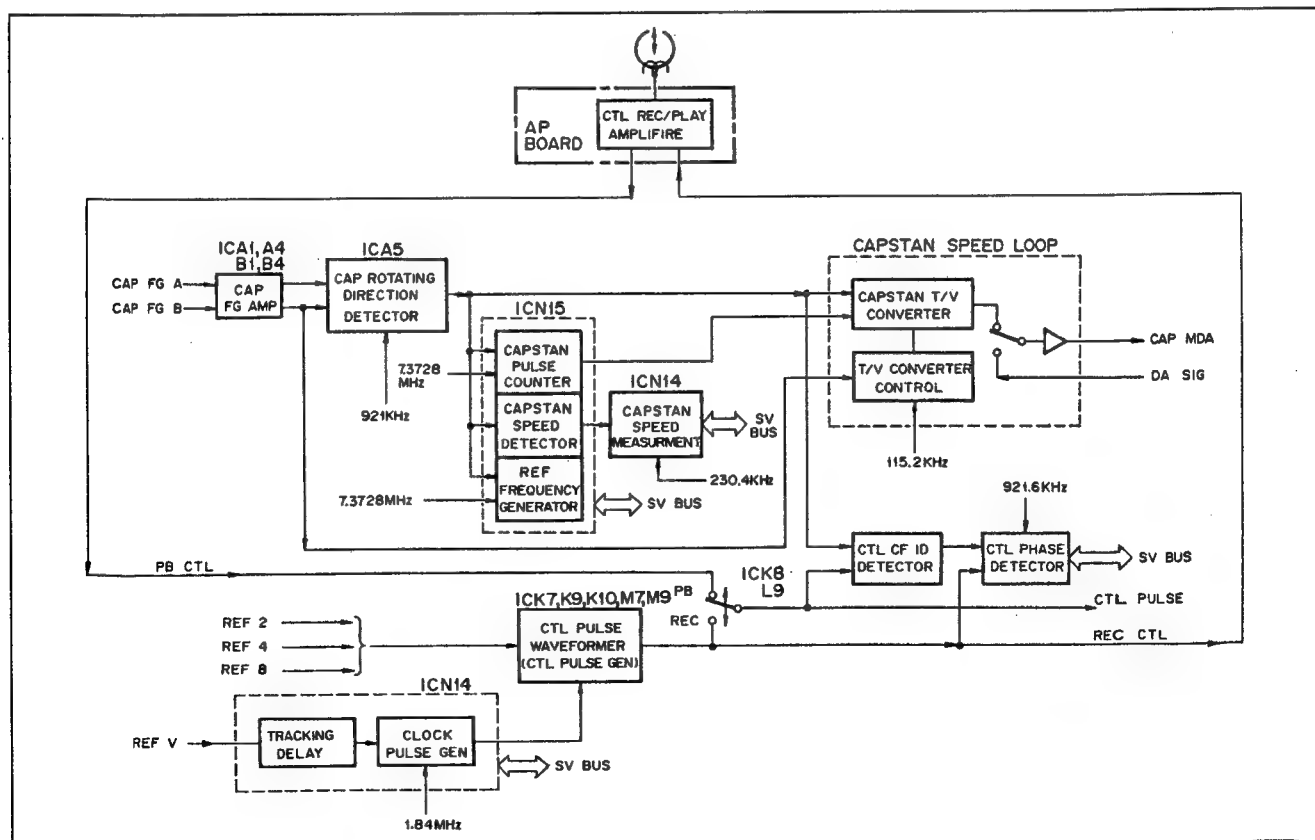 AP
BOARD
CTL REC/PLAY
AMPLIFIRE
ICA1, A4
B1, B4
CAP FG A
CAP FG B
CAP
FG AMP
ICA5
CAP ROTATING
DIRECTION
DETECTOR
921KHz
ICN15
7.3728
MHz
CAPSTAN
PULSE
COUNTER
CAPSTAN
SPEED
DETECTOR
REF
FREQUENCY
GENERATOR
7.3728MHz
SV BUS
ICN14
CAPSTAN
SPEED
MEASURMENT
SV
BUS
230.4KHz
CAPSTAN SPEED LOOP
CAPSTAN T/V
CONVERTER
T/V CONVERTER
CONTROL
CAP MDA
DA SIG
115.2KHz
921.6KHz
CTL CF ID
DETECTOR
CTL PHASE
DETECTOR
SV BUS
PB CTL
ICK8
L9
PB
REC
CTL PULSE
REC CTL
ICK7, K9, K10, M7, M9
CTL PULSE
WAVEFORMER
(CTL PULSE GEN)
REF 2
REF 4
REF 8
ICN14
REF V
TRACKING
DELAY
CLOCK
PULSE GEN
SV BUS
1.84MHz